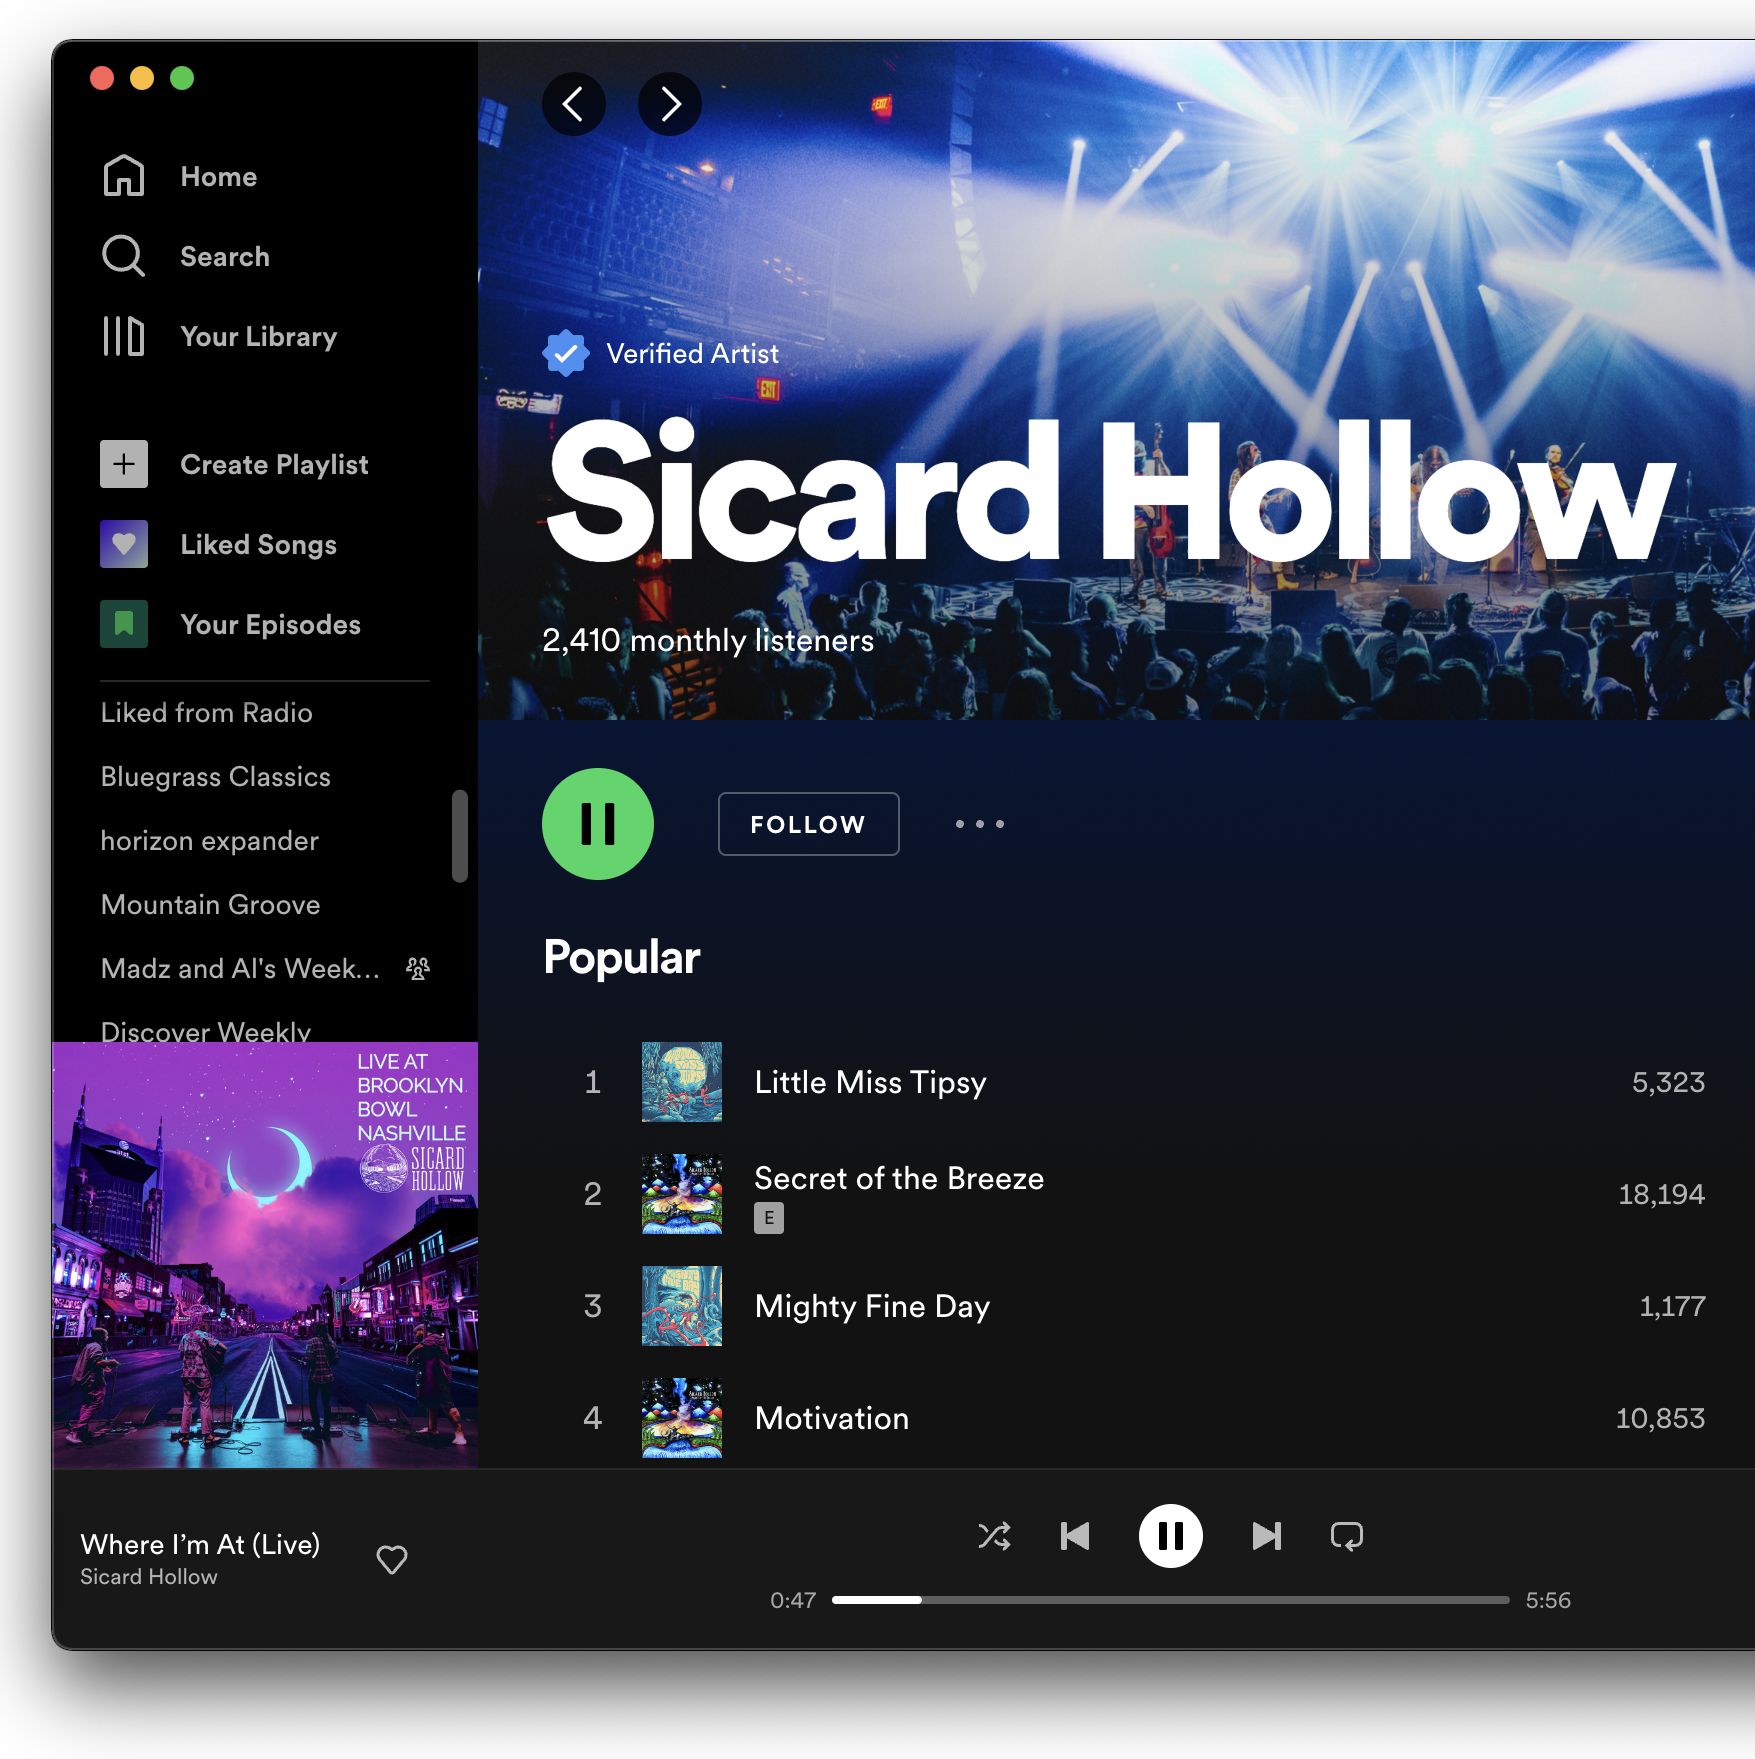 Home
Search
Your Library
Create Playlist
Liked Songs
Your Episodes
Liked from Radio
Bluegrass Classics
horizon expander
Mountain Groove
Madz and Al's Week...
Discover Weekly
LIVE AT
BROOKLYN
BOWL
NASHVILLE
SICARD
HOLLOW
Where I’m At (Live)
Sicard Hollow
EXIT
Verified Artist
EXIT
Sicard Hollow
2,410 monthly listeners
FOLLOW
Popular
1 Little Miss Tipsy 5,323
2 Secret of the Breeze 18,194
E
3 Mighty Fine Day 1,177
4 Motivation 10,853
0:47 5:56